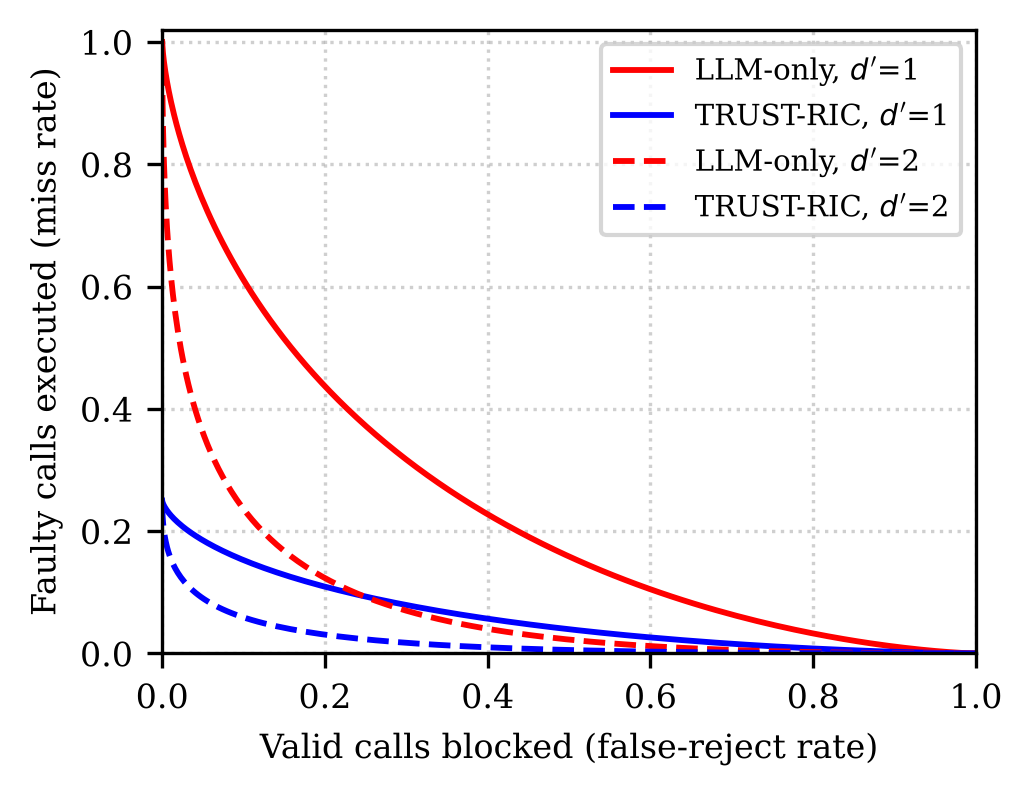 1.0
0.8
0.6
0.4
0.2
0.0
Faulty calls executed (miss rate)
LLM-only, d′=1
TRUST-RIC, d′=1
LLM-only, d′=2
TRUST-RIC, d′=2
0.0 0.2 0.4 0.6 0.8 1.0
Valid calls blocked (false-reject rate)